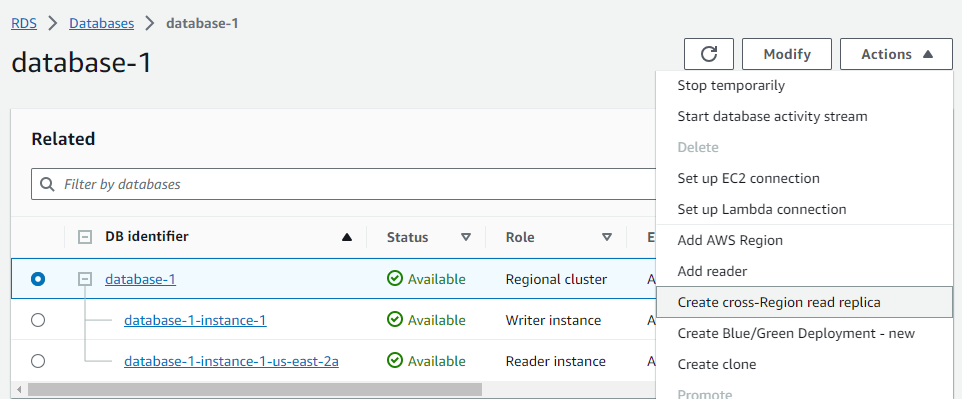 RDS > Databases > database-1
database-1
Modify
Actions
Stop temporarily
Start database activity stream
Delete
Set up EC2 connection
Set up Lambda connection
Add AWS Region
Add reader
Create cross-Region read replica
Create Blue/Green Deployment - new
Create clone
Promote
Related
Filter by databases
DB identifier Status Role E
database-1 Available Regional cluster A
database-1-instance-1 Available Writer instance A
database-1-instance-1-us-east-2a Available Reader instance A